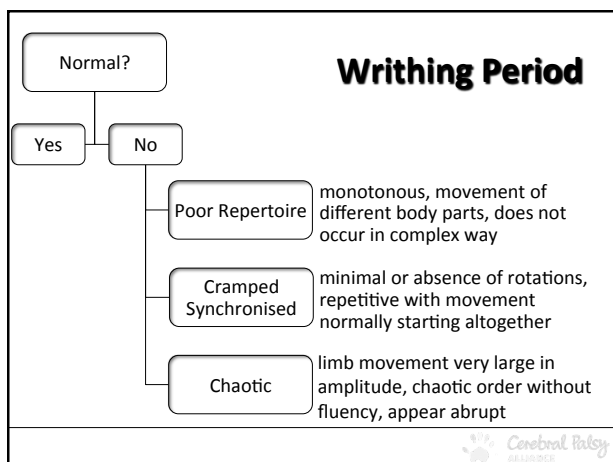 Normal?
Writhing Period
Yes
No
Poor Repertoire
monotonous, movement of
different body parts, does not
occur in complex way
Cramped
Synchronised
minimal or absence of rotations,
repetitive with movement
normally starting altogether
Chaotic
limb movement very large in
amplitude, chaotic order without
fluency, appear abrupt
Cerebral Palsy
ALLIANCE